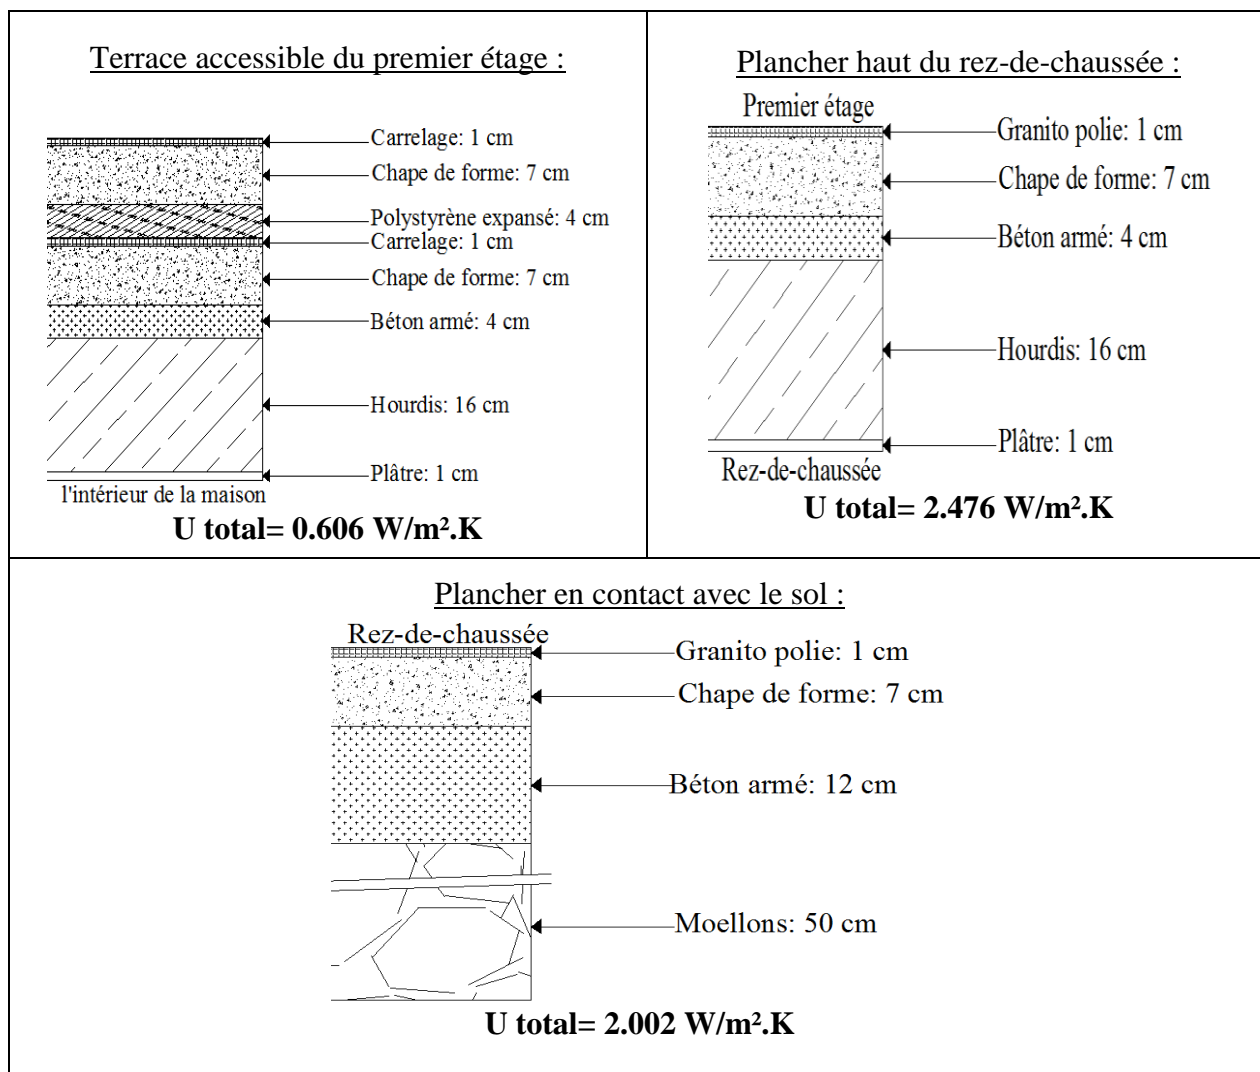 Terrace accessible du premier étage :
Carrelage: 1 cm
Chape de forme: 7 cm
Polystyrène expansé: 4 cm
Carrelage: 1 cm
Chape de forme: 7 cm
Béton armé: 4 cm
Hourdis: 16 cm
Plâtre: 1 cm
l'intérieur de la maison
U total= 0.606 W/m².K
Plancher haut du rez-de-chaussée :
Premier étage
Granito polie: 1 cm
Chape de forme: 7 cm
Béton armé: 4 cm
Hourdis: 16 cm
Plâtre: 1 cm
Rez-de-chaussée
U total= 2.476 W/m².K
Plancher en contact avec le sol :
Rez-de-chaussée
Granito polie: 1 cm
Chape de forme: 7 cm
Béton armé: 12 cm
Moellons: 50 cm
U total= 2.002 W/m².K